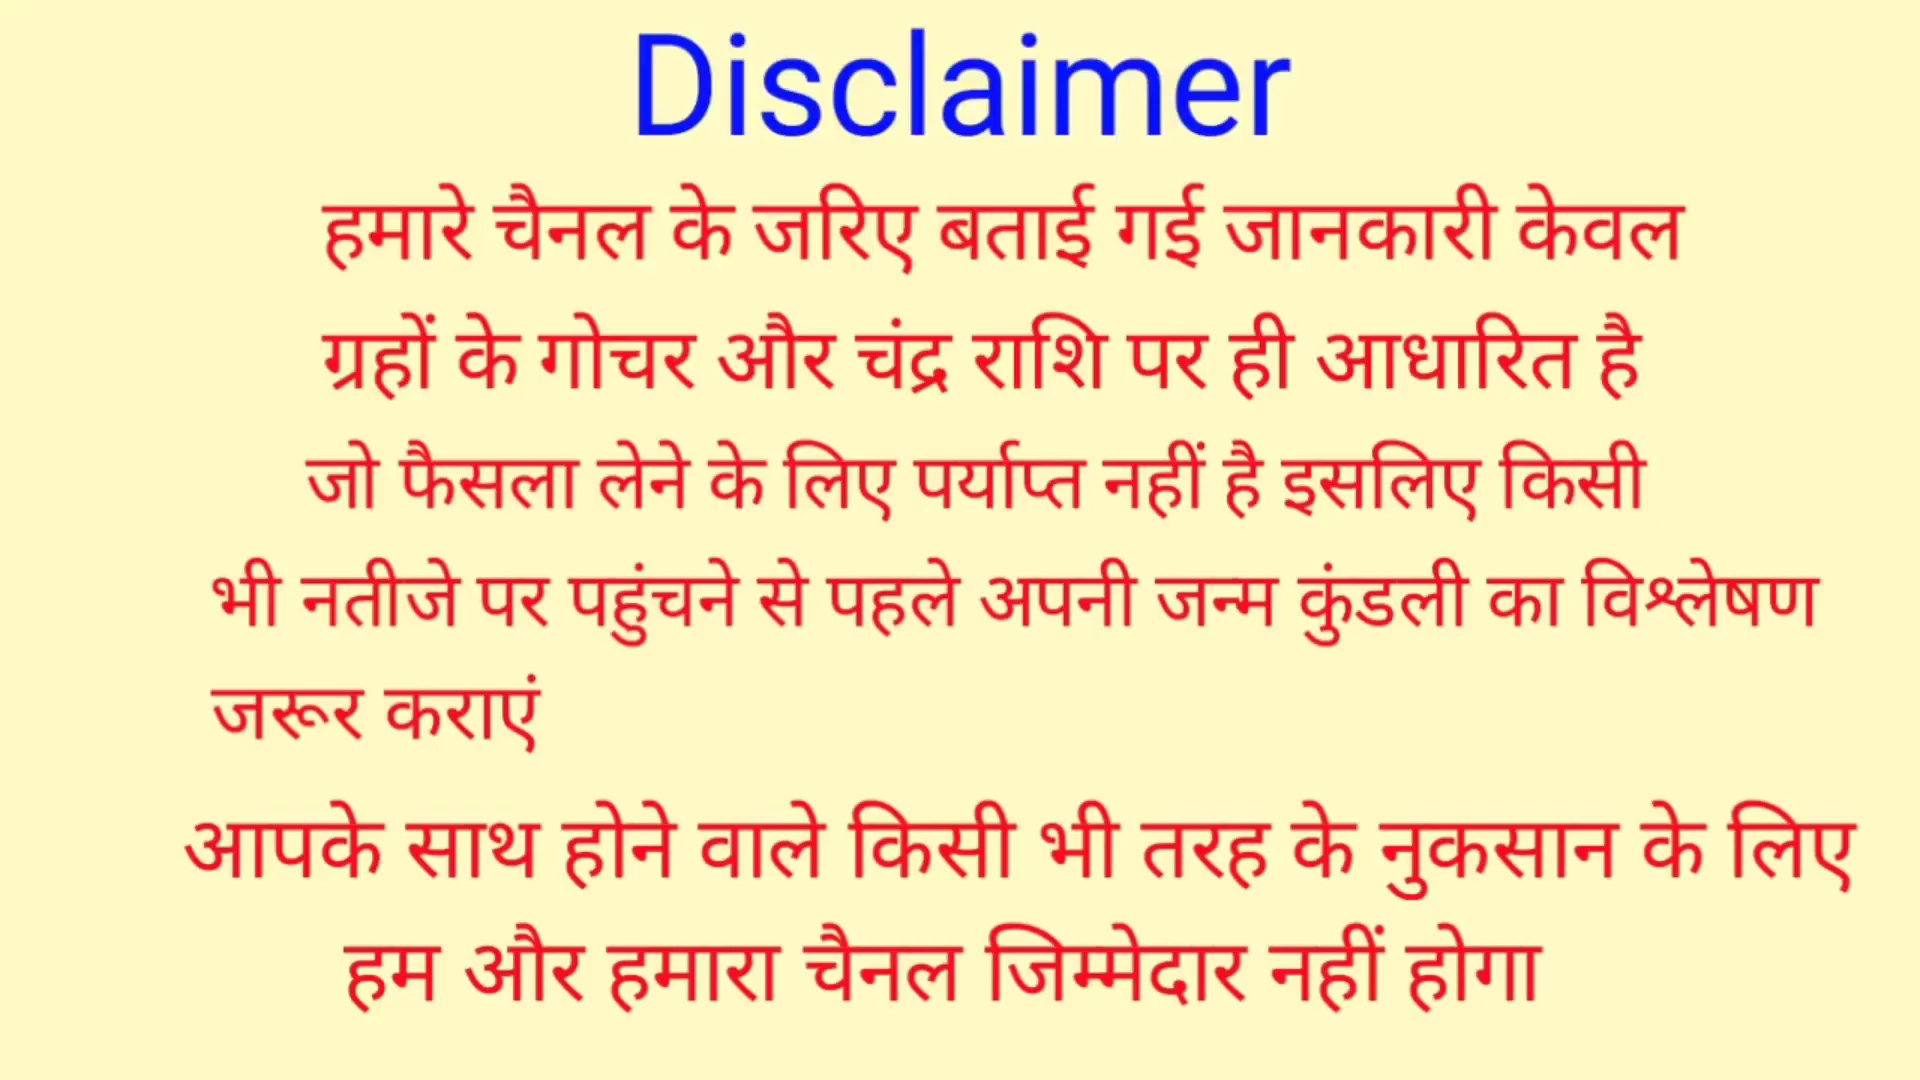 Disclaimer
हमारे चैनल के जरिए बताई गई जानकारी केवल
ग्रहों के गोचर और चंद्र राशि पर ही आधारित है
जो फैसला लेने के लिए पर्याप्त नहीं है इसलिए किसी
भी नतीजे पर पहुंचने से पहले अपनी जन्म कुंडली का विश्लेषण
जरूर कराएं
आपके साथ होने वाले किसी भी तरह के नुकसान के लिए
हम और हमारा चैनल जिम्मेदार नहीं होगा